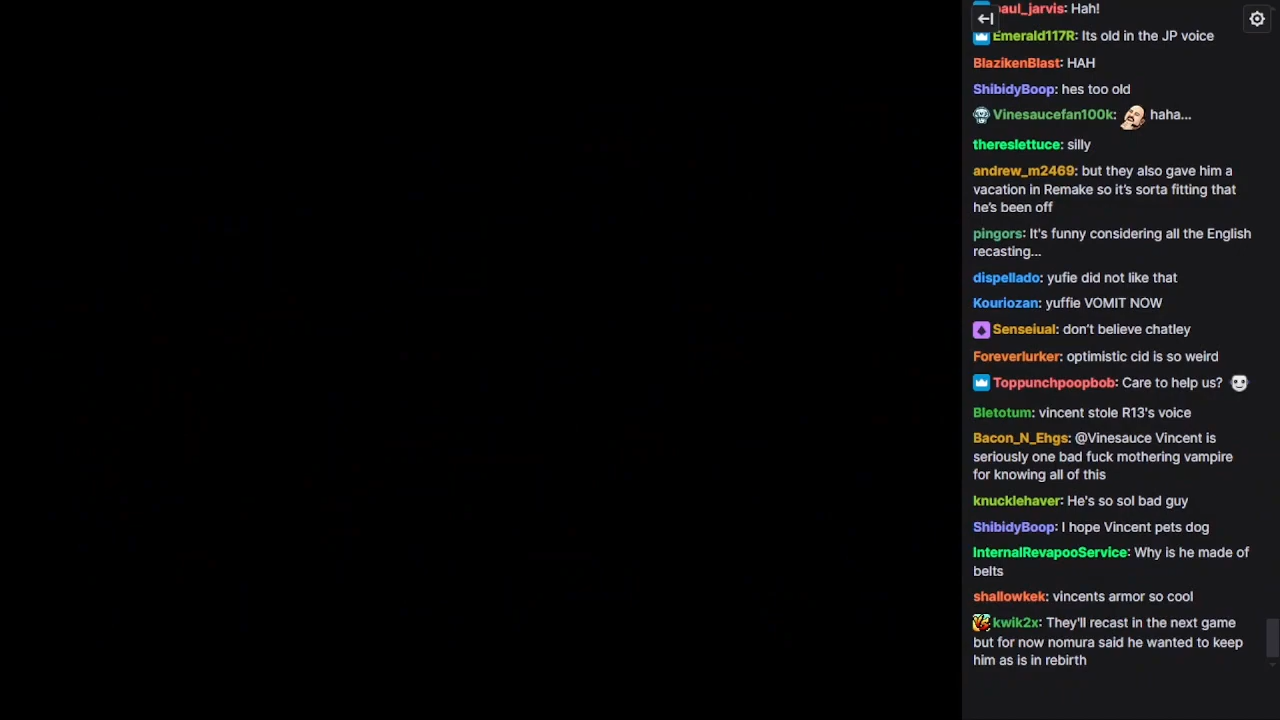 paul_jarvis: Hah!
Emerald117R: Its old in the JP voice
BlazikenBlast: HAH
ShibidyBoop: hes too old
Vinesaucefan100k: haha...
thereslettuce: silly
andrew_m2469: but they also gave him a
vacation in Remake so it's sorta fitting that
he's been off
pingors: It's funny considering all the English
recasting...
dispellado: yufie did not like that
Kouriozan: yuffie VOMIT NOW
Senseiual: don't believe chatley
Foreverlurker: optimistic cid is so weird
Toppunchpoopbob: Care to help us?
Bletotum: vincent stole R13's voice
Bacon_N_Ehgs: @Vinesauce Vincent is
seriously one bad fuck mothering vampire
for knowing all of this
knucklehaver: He's so sol bad guy
ShibidyBoop: I hope Vincent pets dog
InternalRevapooService: Why is he made of
belts
shallowkek: vincents armor so cool
kwik2x: They'll recast in the next game
but for now nomura said he wanted to keep
him as is in rebirth